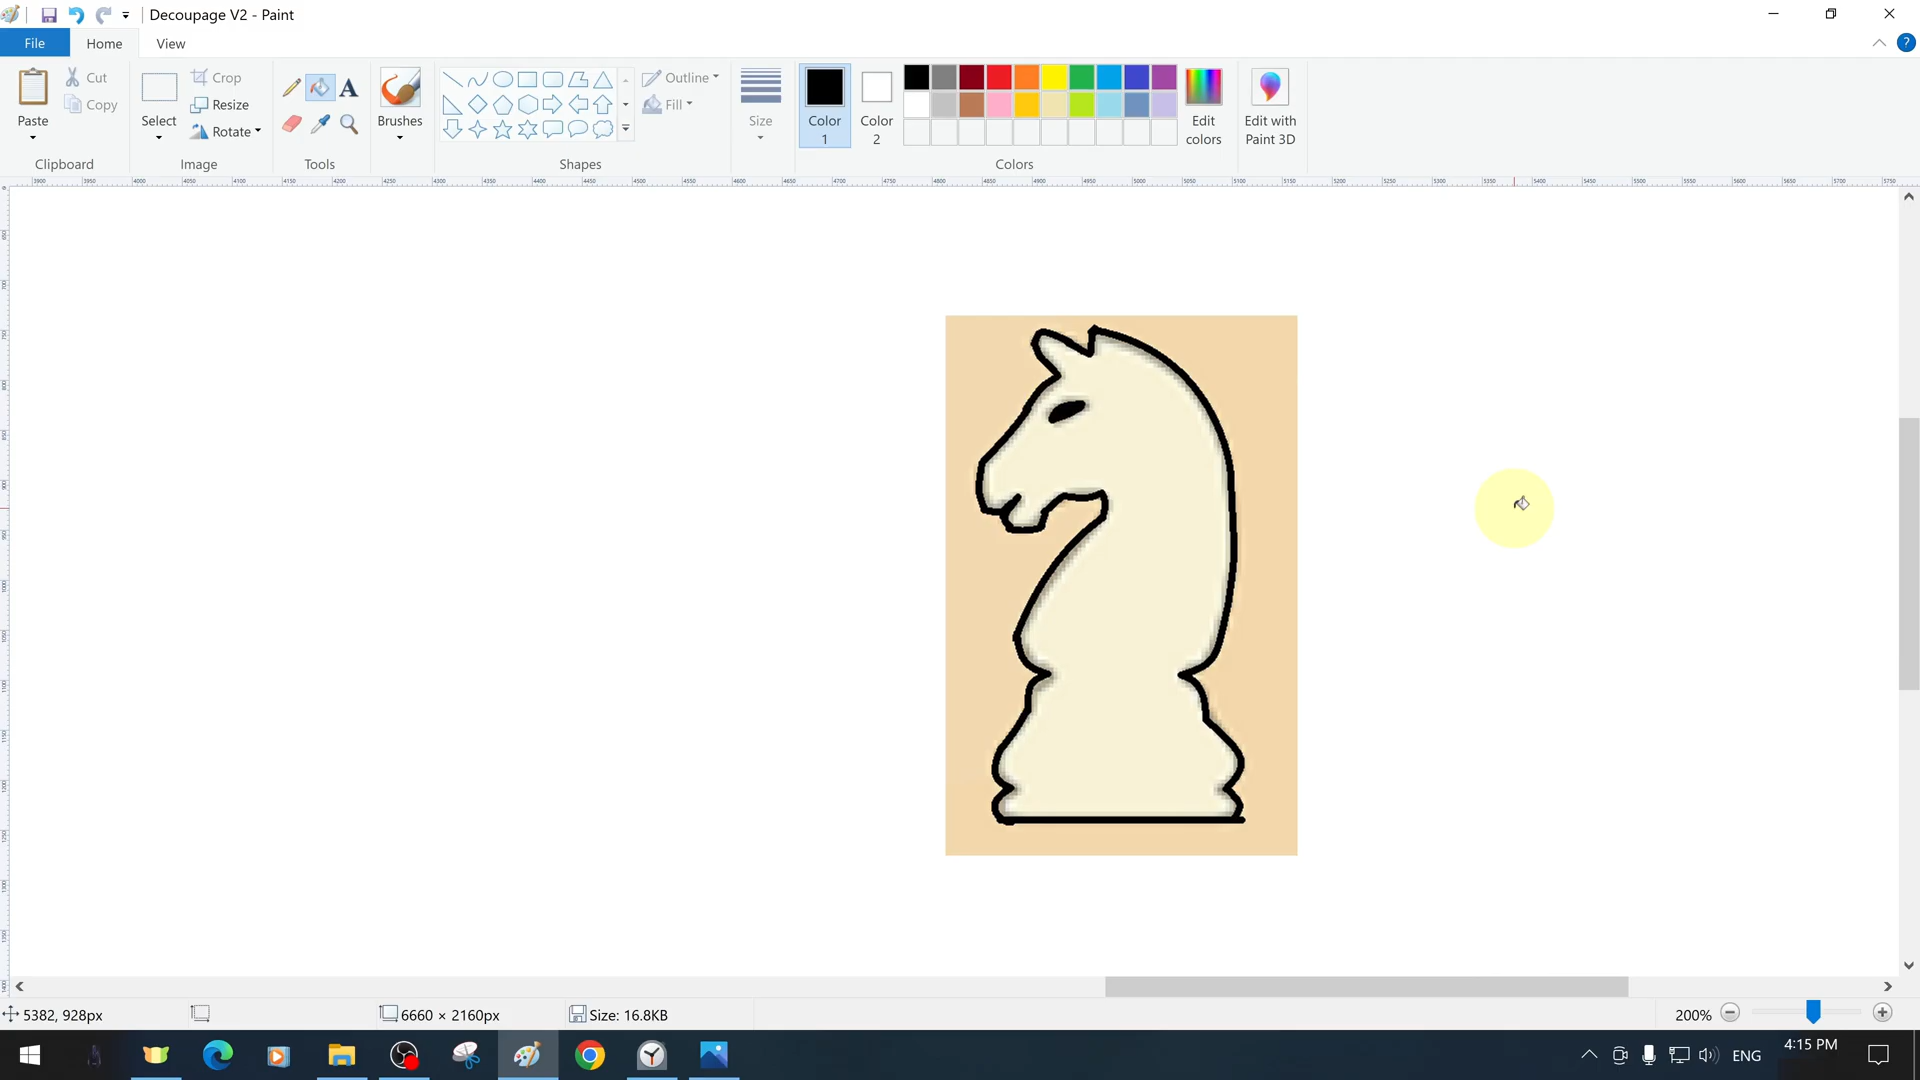 Decoupage V2 - Paint
File Home View
Cut
Copy
Paste
Clipboard
Select
Crop
Resize
Rotate
Image
A
Tools
Brushes
Outline
Fill
Shapes
Size
Color
1
Color
2
Colors
Edit
colors
Edit with
Paint 3D
5382, 928px
6660 × 2160px
Size: 16.8KB
200%
ENG
4:15 PM